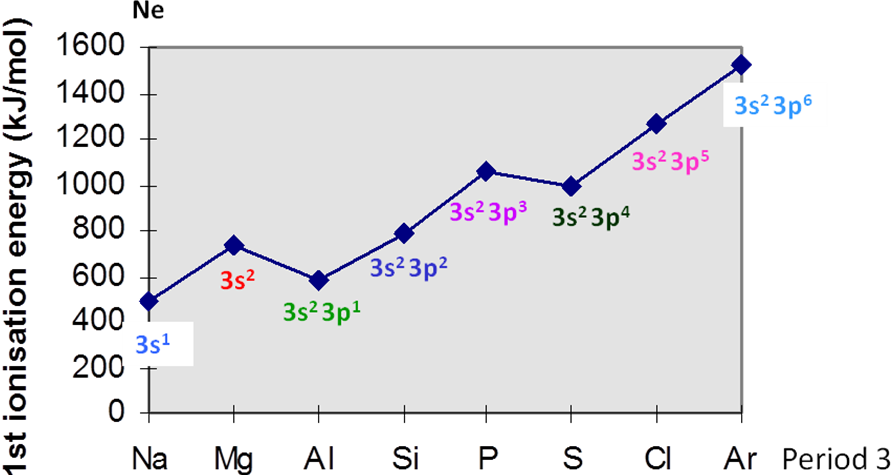 Ne
1st ionisation energy (kJ/mol)
1600
1400
1200
1000
800
600
400
200
0
3s¹
3s²
3s² 3p¹
3s² 3p²
3s² 3p³
3s² 3p⁴
3s² 3p⁵
3s² 3p⁶
Na Mg Al Si P S Cl Ar Period 3